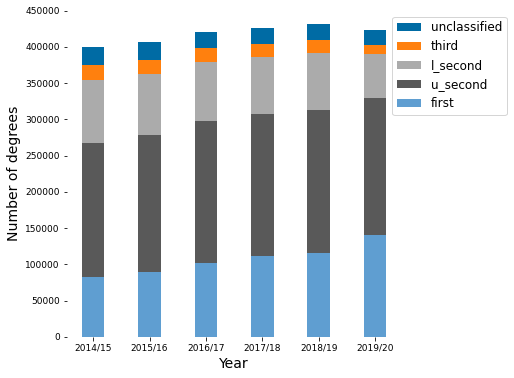 450000
400000
350000
300000
250000
200000
150000
100000
50000
0
Number of degrees
2014/15 2015/16 2016/17 2017/18 2018/19 2019/20
Year
unclassified
third
l_second
u_second
first